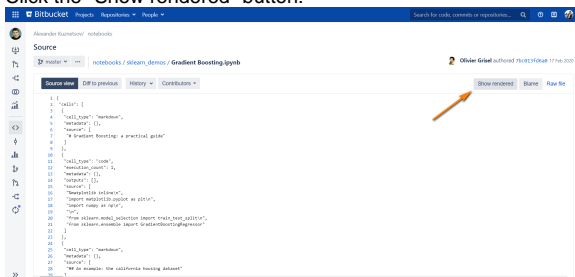 Click the "Show rendered" button.
Bitbucket Projects Repositories People Search for code, commits or repositories...
Alexander Kuznetsov/ notebooks
Source
master ... notebooks / sklearn_demos / Gradient Boosting.ipynb Olivier Grisel authored 17 Feb 2020
Source view Diff to previous History Contributors Show rendered Blame Raw file
1 {
2 "cells": [
3 {
4 "cell_type": "markdown",
5 "metadata": {},
6 "source": [
7 "# Gradient Boosting: a practical guide"
8 ]
9 },
10 {
11 "cell_type": "code",
12 "execution_count": 1,
13 "metadata": {},
14 "outputs": [],
15 "source": [
16 "%matplotlib inline\n",
17 "import matplotlib.pyplot as plt\n",
18 "import numpy as np\n",
19 "\n",
20 "from sklearn.model_selection import train_test_split\n",
21 "from sklearn.ensemble import GradientBoostingRegressor"
22 ]
23 },
24 {
25 "cell_type": "markdown",
26 "metadata": {},
27 "source": [
28 "## An example: the california housing dataset"